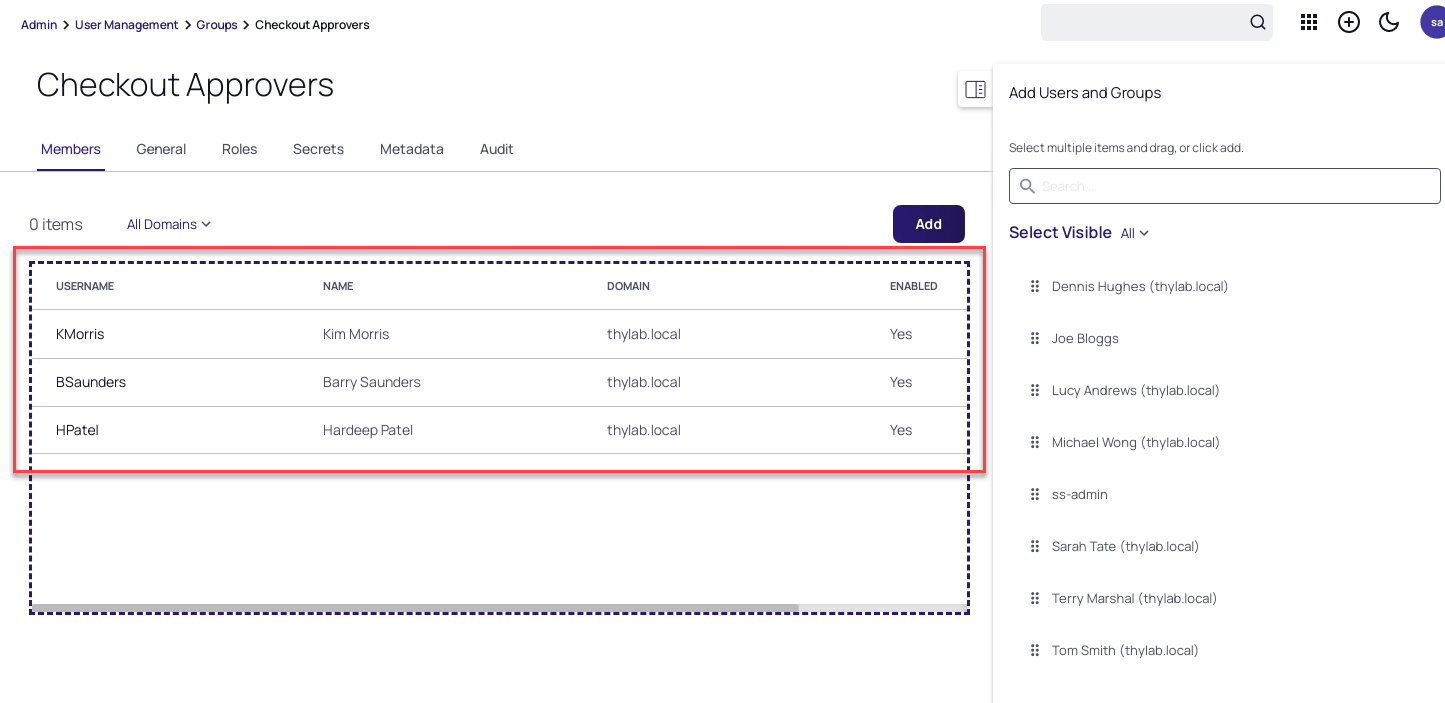 Admin > User Management > Groups > Checkout Approvers
sa
Checkout Approvers
Members General Roles Secrets Metadata Audit
0 items All Domains Add
USERNAME NAME DOMAIN ENABLED
KMorris Kim Morris thylab.local Yes
BSaunders Barry Saunders thylab.local Yes
HPatel Hardeep Patel thylab.local Yes
Add Users and Groups
Select multiple items and drag, or click add.
Search...
Select Visible All
Dennis Hughes (thylab.local)
Joe Bloggs
Lucy Andrews (thylab.local)
Michael Wong (thylab.local)
ss-admin
Sarah Tate (thylab.local)
Terry Marshal (thylab.local)
Tom Smith (thylab.local)